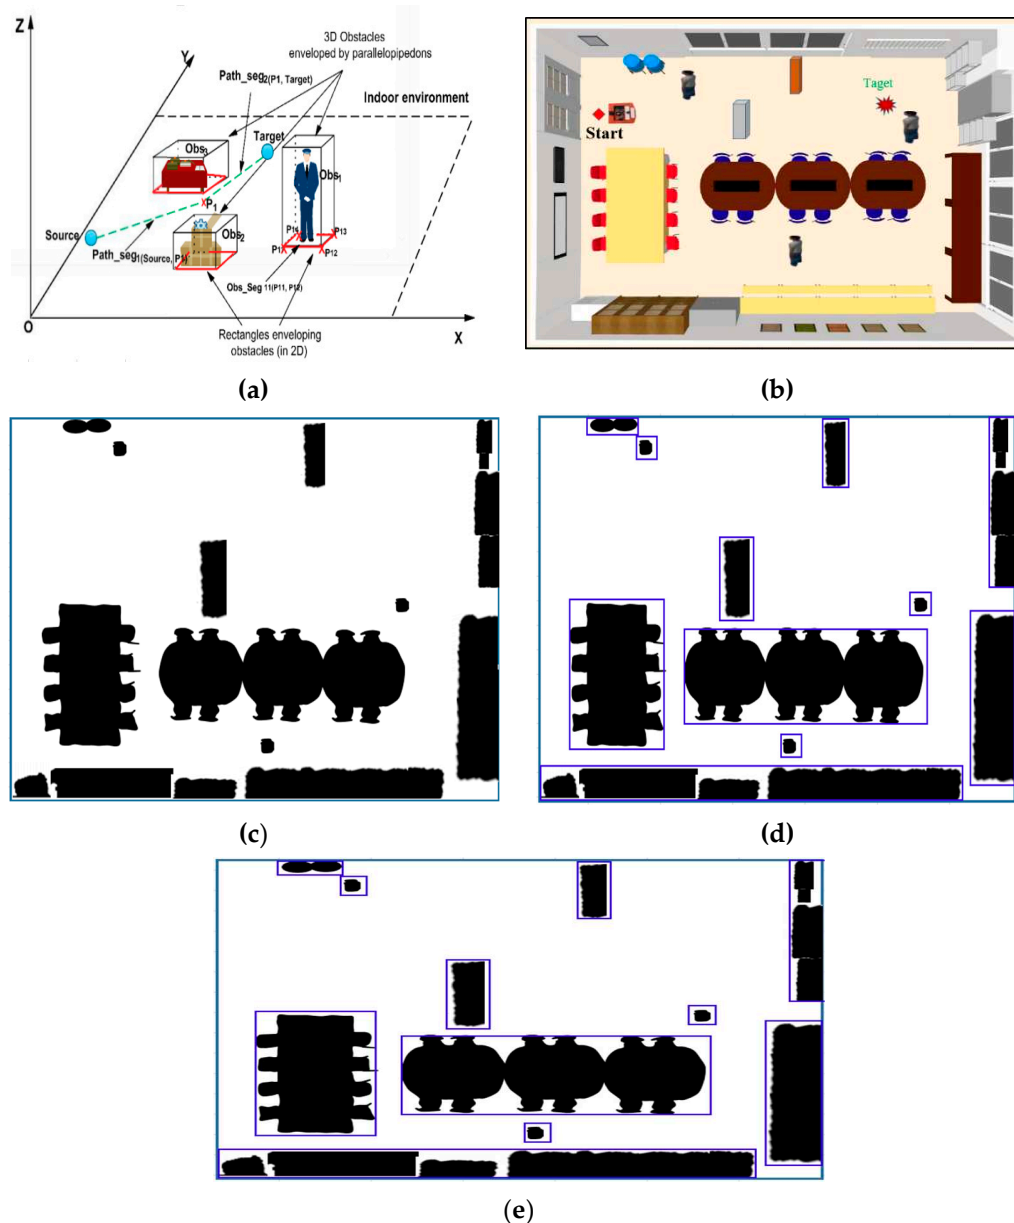 Z
3D Obstacles
enveloped by parallelopipedons
Y
Path_seg2(P1, Target)
Indoor environment
Target
Obs3
Obs1
P1
Source
Obs2
P14
P13
Path_seg1(Source, P1)
P11
P12
Obs_Seg 11(P11, P12)
O
X
Rectangles enveloping
obstacles (in 2D)
(a)
Taget
Start
(b)
(c)
(d)
(e)